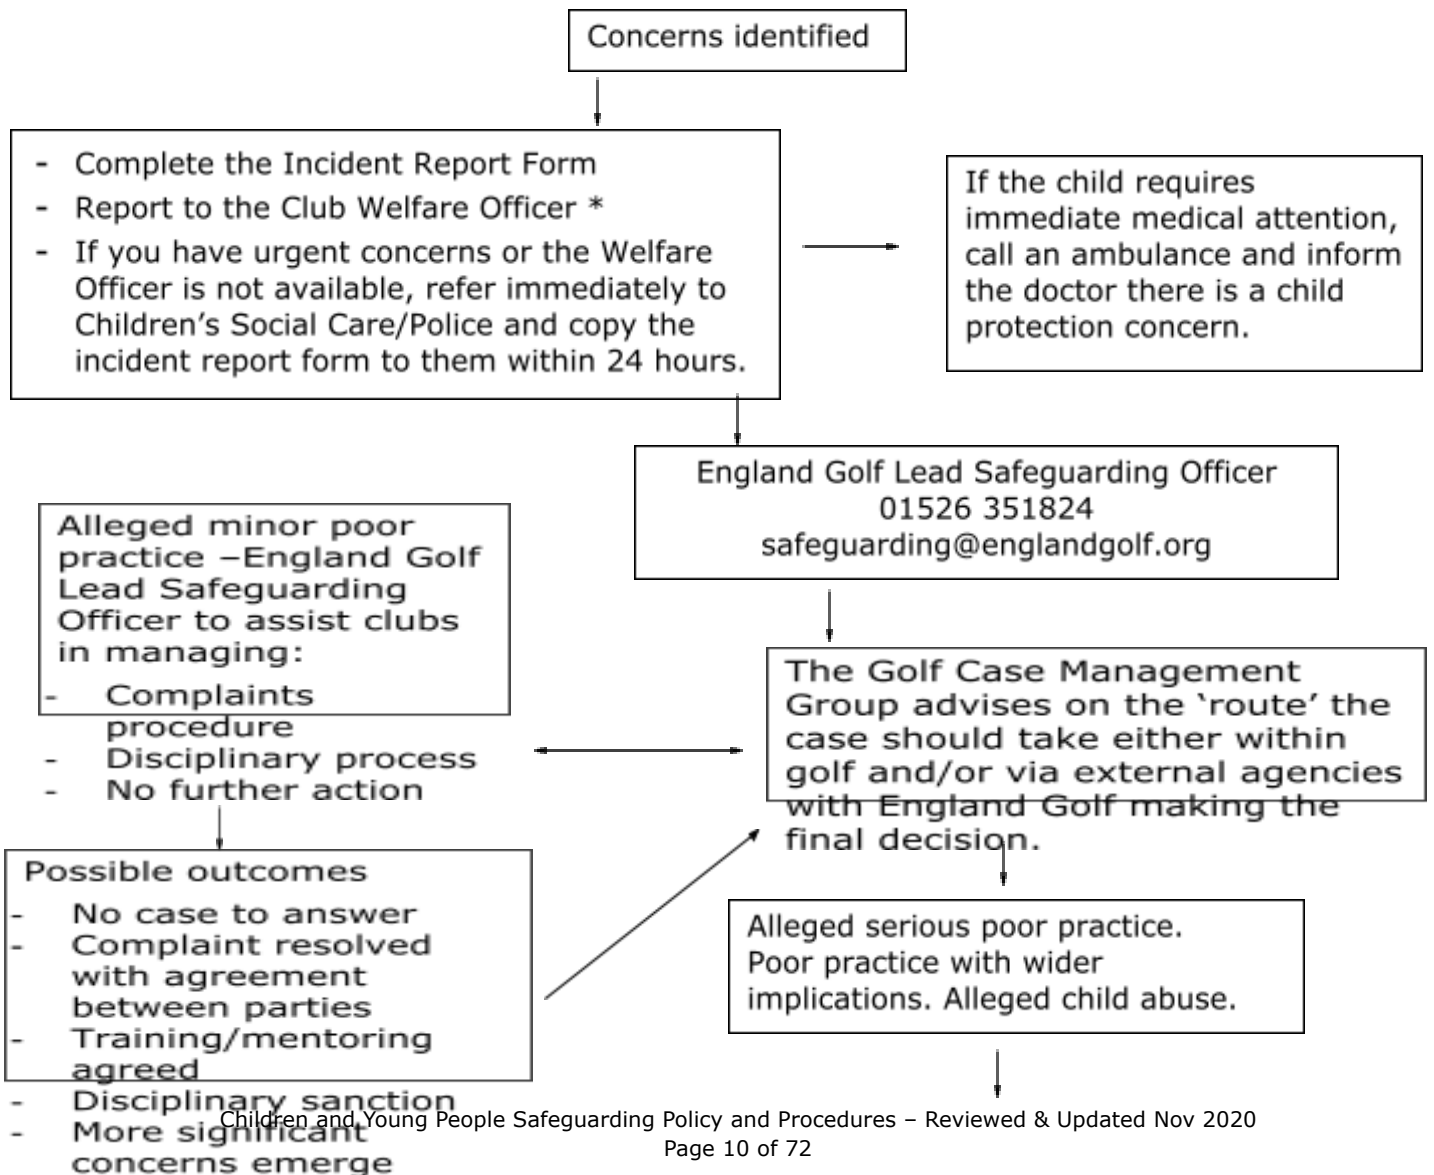 Concerns identified
- Complete the Incident Report Form
- Report to the Club Welfare Officer *
- If you have urgent concerns or the Welfare
Officer is not available, refer immediately to
Children’s Social Care/Police and copy the
incident report form to them within 24 hours.
If the child requires
immediate medical attention,
call an ambulance and inform
the doctor there is a child
protection concern.
England Golf Lead Safeguarding Officer
01526 351824
safeguarding@englandgolf.org
Alleged minor poor
practice –England Golf
Lead Safeguarding
Officer to assist clubs
in managing:
- Complaints
procedure
- Disciplinary process
- No further action
The Golf Case Management
Group advises on the ‘route’ the
case should take either within
golf and/or via external agencies
with England Golf making the
final decision.
Possible outcomes
- No case to answer
- Complaint resolved
with agreement
between parties
- Training/mentoring
agreed
- Disciplinary sanction
- More significant
concerns emerge
Alleged serious poor practice.
Poor practice with wider
implications. Alleged child abuse.
Children and Young People Safeguarding Policy and Procedures – Reviewed & Updated Nov 2020
Page 10 of 72